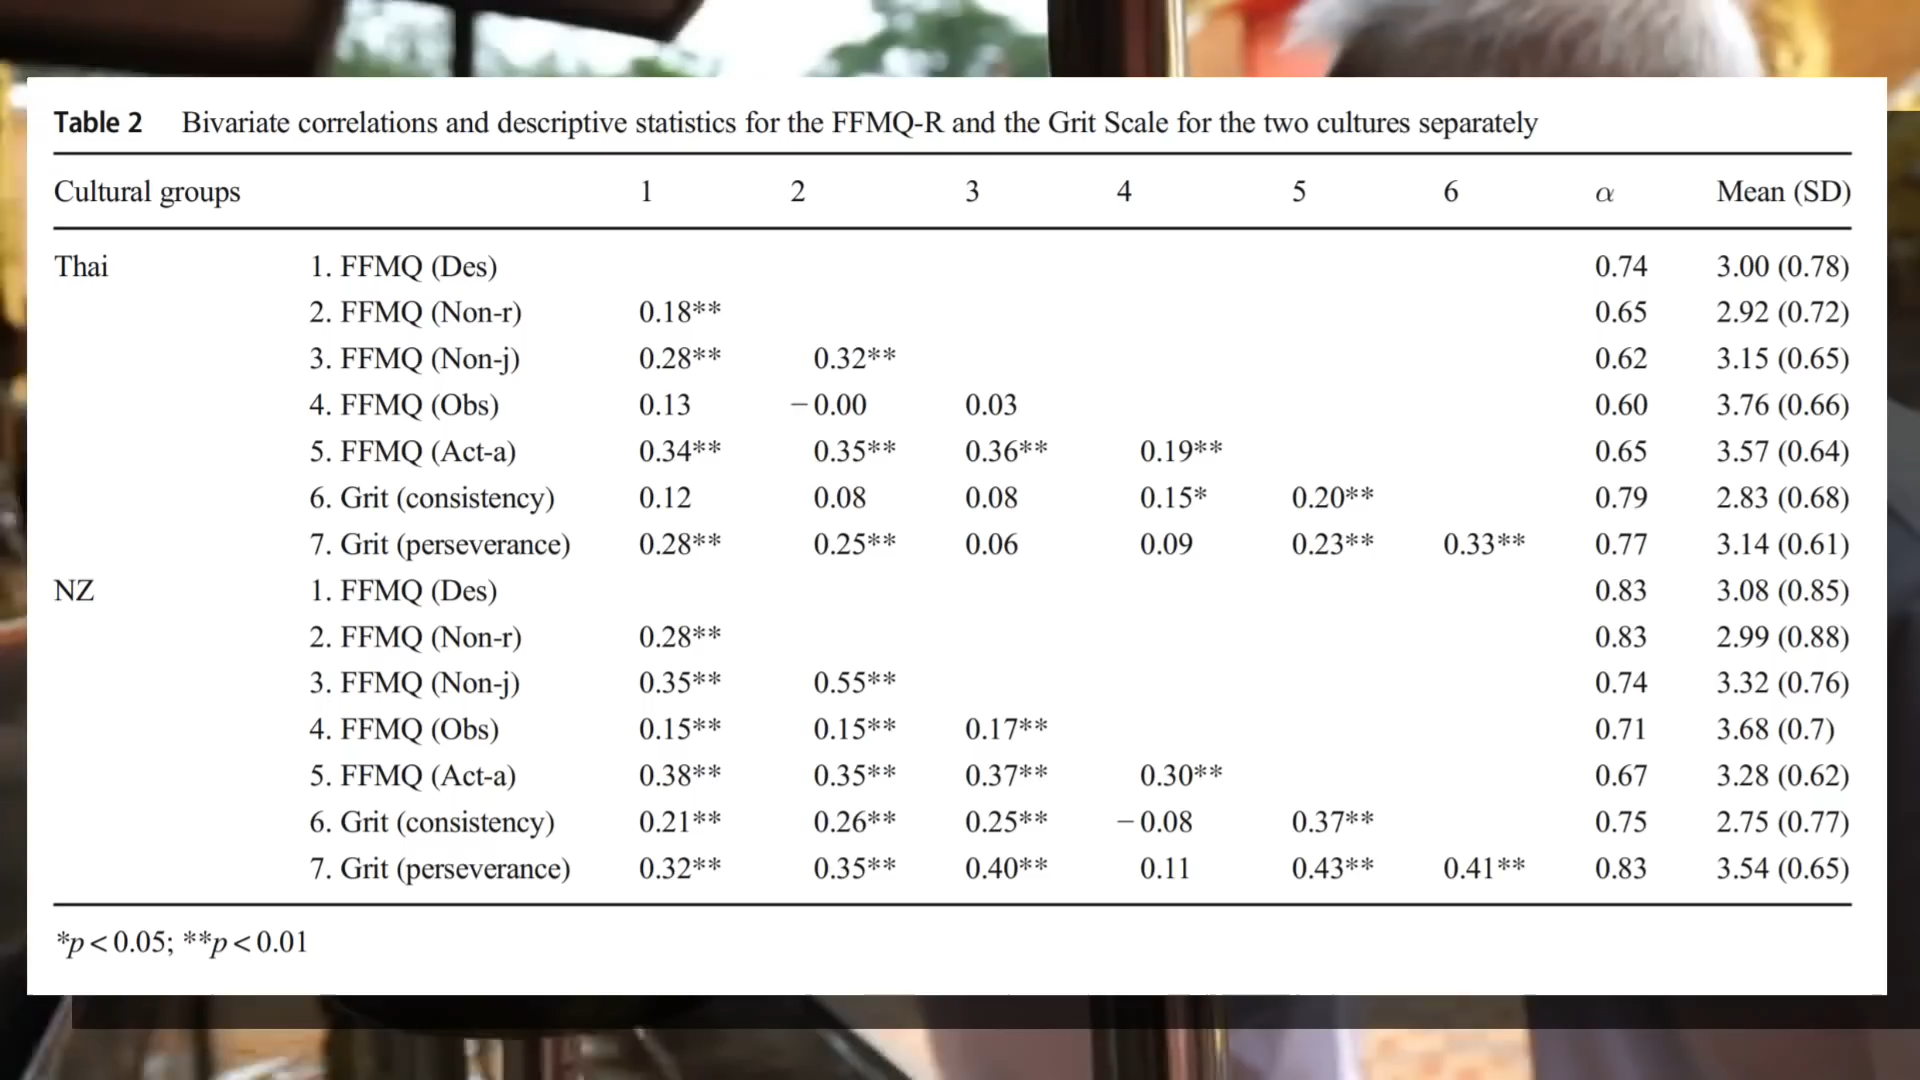 Table 2 Bivariate correlations and descriptive statistics for the FFMQ-R and the Grit Scale for the two cultures separately
Cultural groups 1 2 3 4 5 6 α Mean (SD)
Thai 1. FFMQ (Des) 0.74 3.00 (0.78)
2. FFMQ (Non-r) 0.18** 0.65 2.92 (0.72)
3. FFMQ (Non-j) 0.28** 0.32** 0.62 3.15 (0.65)
4. FFMQ (Obs) 0.13 −0.00 0.03 0.60 3.76 (0.66)
5. FFMQ (Act-a) 0.34** 0.35** 0.36** 0.19** 0.65 3.57 (0.64)
6. Grit (consistency) 0.12 0.08 0.08 0.15* 0.20** 0.79 2.83 (0.68)
7. Grit (perseverance) 0.28** 0.25** 0.06 0.09 0.23** 0.33** 0.77 3.14 (0.61)
NZ 1. FFMQ (Des) 0.83 3.08 (0.85)
2. FFMQ (Non-r) 0.28** 0.83 2.99 (0.88)
3. FFMQ (Non-j) 0.35** 0.55** 0.74 3.32 (0.76)
4. FFMQ (Obs) 0.15** 0.15** 0.17** 0.71 3.68 (0.7)
5. FFMQ (Act-a) 0.38** 0.35** 0.37** 0.30** 0.67 3.28 (0.62)
6. Grit (consistency) 0.21** 0.26** 0.25** −0.08 0.37** 0.75 2.75 (0.77)
7. Grit (perseverance) 0.32** 0.35** 0.40** 0.11 0.43** 0.41** 0.83 3.54 (0.65)
*p<0.05; **p<0.01